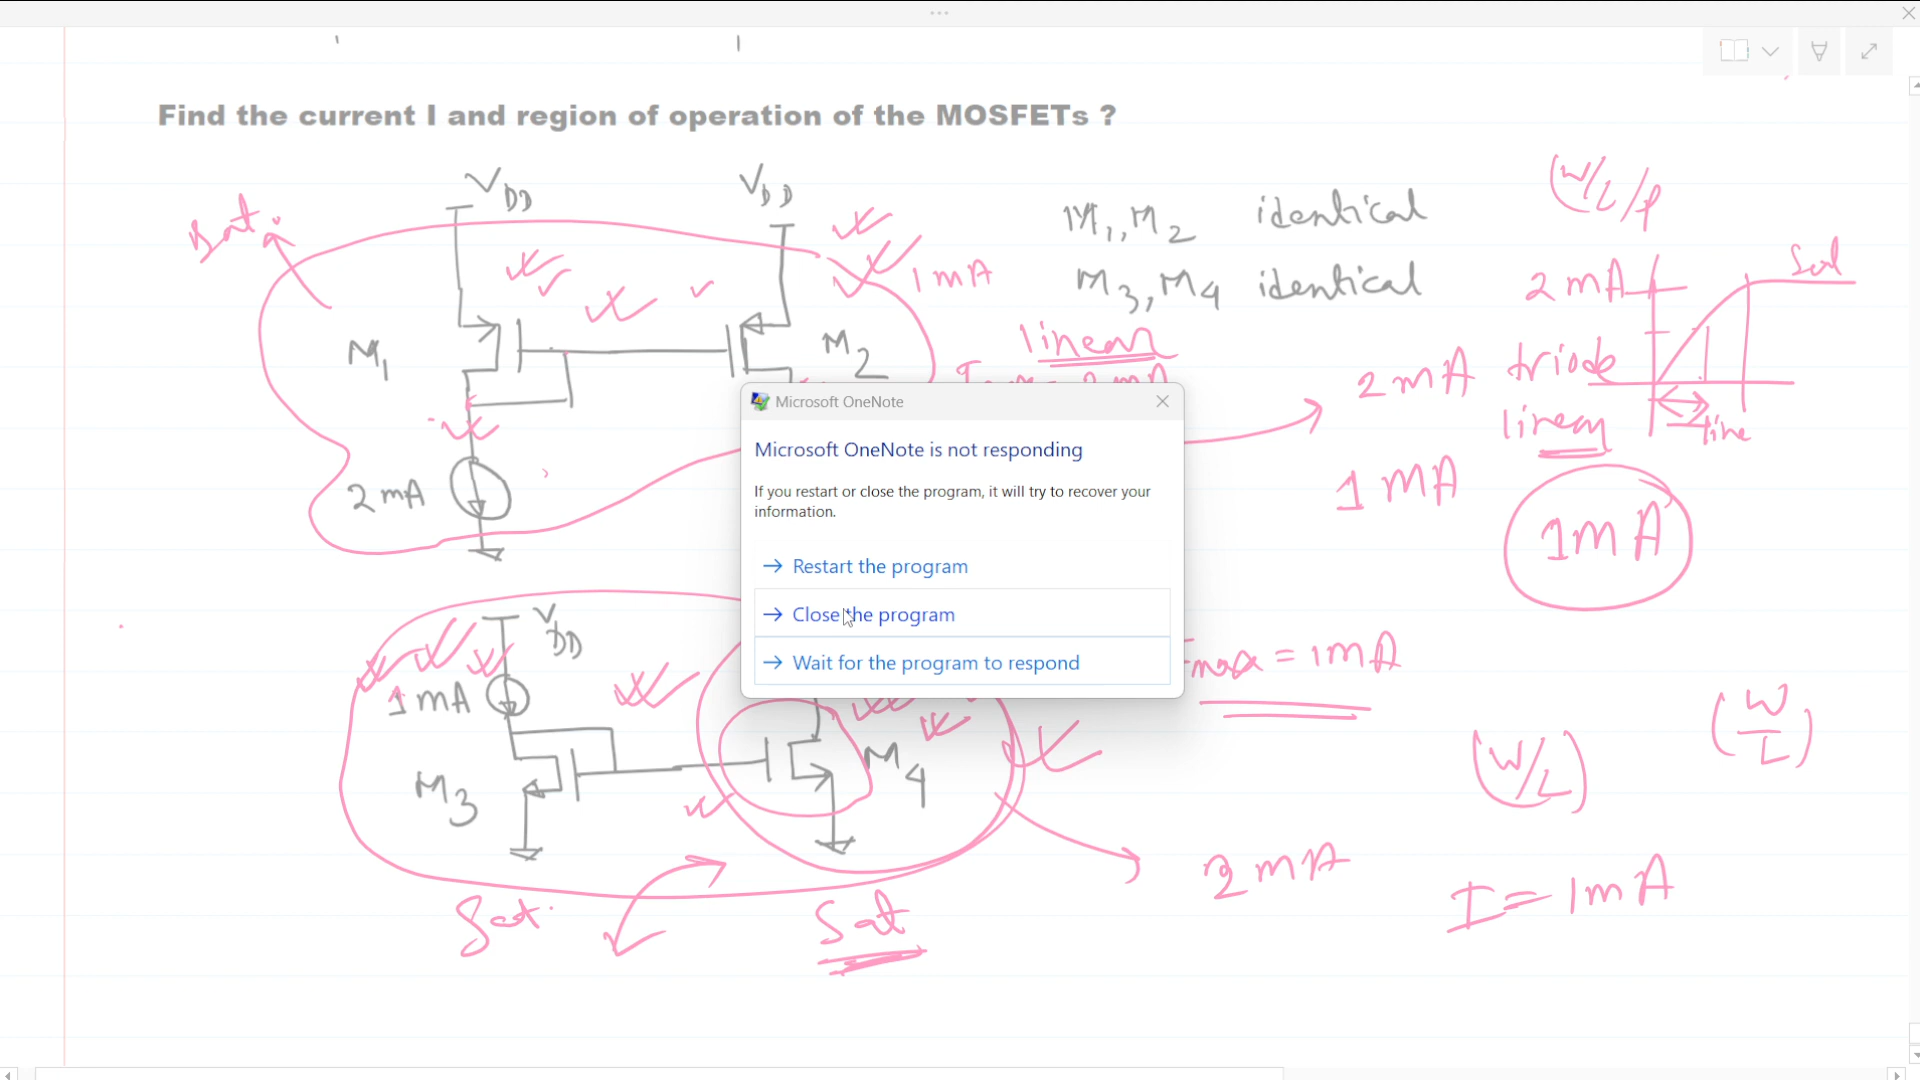 Find the current I and region of operation of the MOSFETs ?
VDD
VDD
M1, M2 identical
(W/L)p
Sat.
1 mA
M3, M4 identical
2 mA
Sat
M1
M2
linear
2 mA
triode
linear
line
2 mA
1 mA
1mA
Microsoft OneNote
Microsoft OneNote is not responding
If you restart or close the program, it will try to recover your
information.
Restart the program
Close the program
Wait for the program to respond
VDD
1 mA
max = 1mA
(W/L)
(W/L)
M3
M4
2 mA
I = 1mA
Sat.
Sat